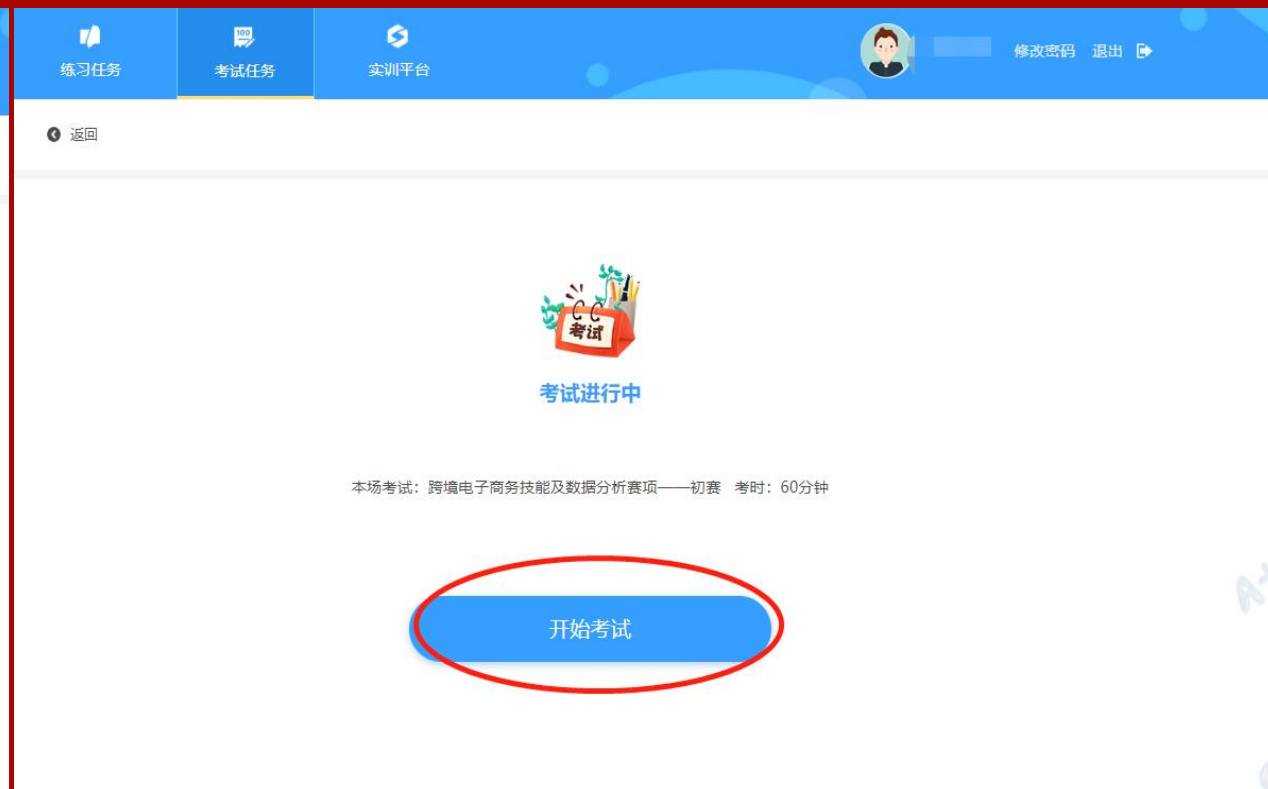 练习任务
100
考试任务
实训平台
修改密码 退出
返回
考试
考试进行中
本场考试：跨境电子商务技能及数据分析赛项——初赛 考时：60分钟
开始考试